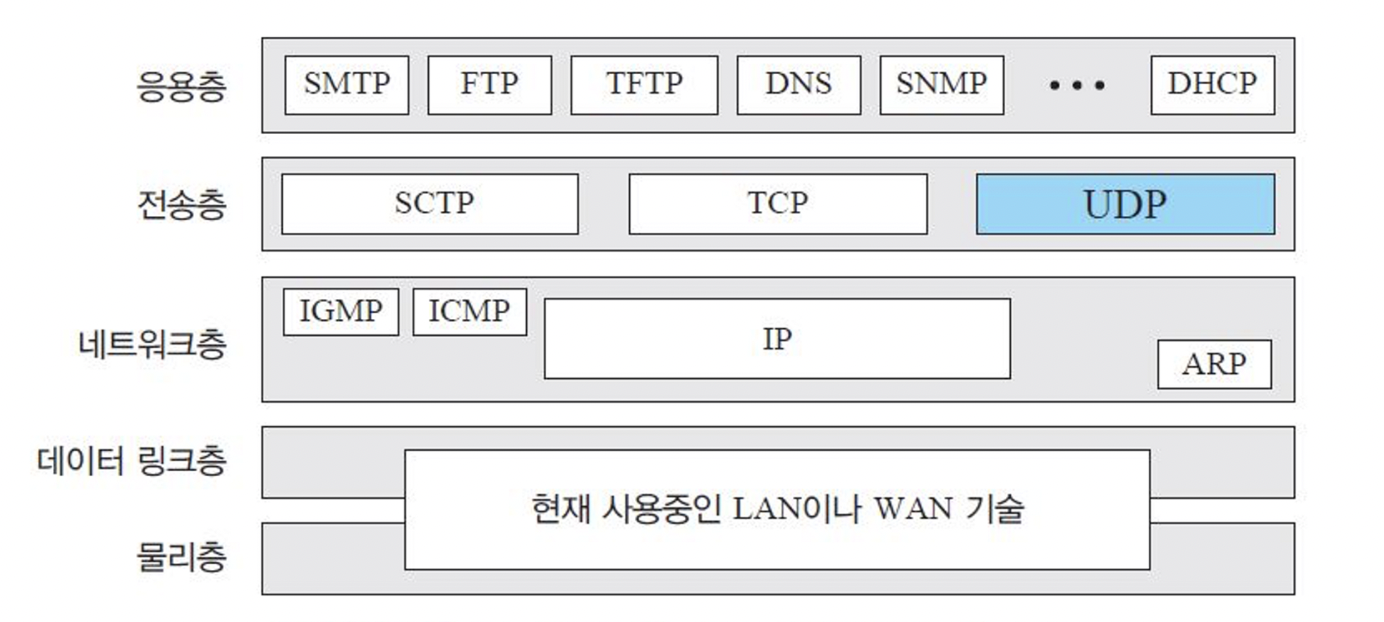 응용층 SMTP FTP TFTP DNS SNMP ••• DHCP
전송층 SCTP TCP UDP
네트워크층 IGMP ICMP IP ARP
데이터 링크층
현재 사용중인 LAN이나 WAN 기술
물리층